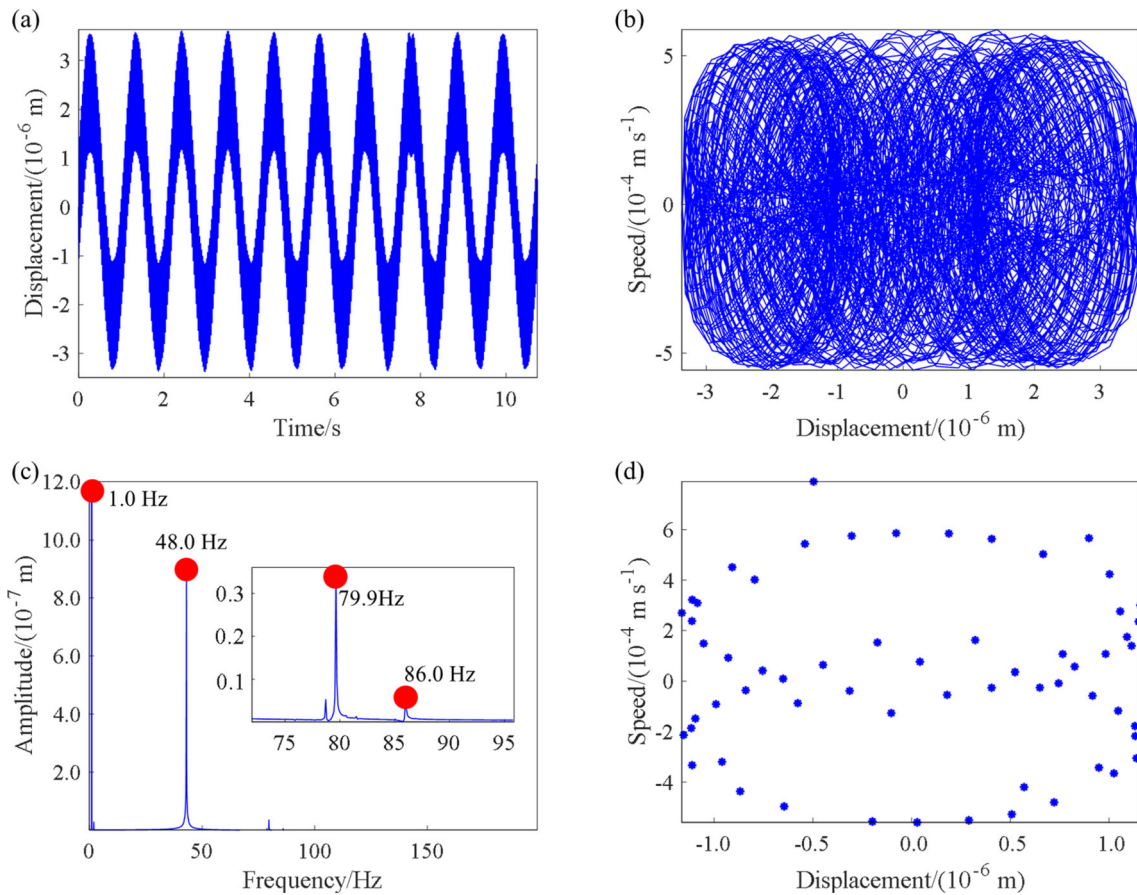 (a)
Displacement/(10⁻⁶ m)
3
2
1
0
-1
-2
-3
0 2 4 6 8 10
Time/s
(b)
Speed/(10⁻⁴ m s⁻¹)
5
0
-5
-3 -2 -1 0 1 2 3
Displacement/(10⁻⁶ m)
(c)
Amplitude/(10⁻⁷ m)
12.0
10.0
8.0
6.0
4.0
2.0
1.0 Hz
48.0 Hz
0.3
0.2
0.1
79.9Hz
86.0 Hz
75 80 85 90 95
0 50 100 150
Frequency/Hz
(d)
Speed/(10⁻⁴ m s⁻¹)
6
4
2
0
-2
-4
-1.0 -0.5 0.0 0.5 1.0
Displacement/(10⁻⁶ m)